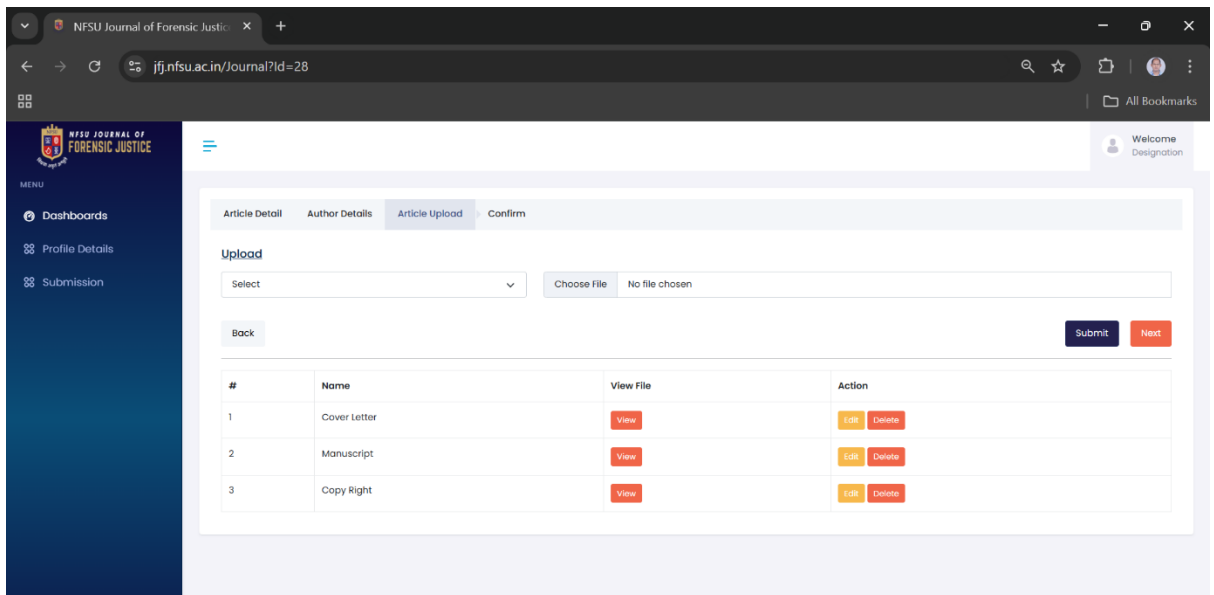 NFSU Journal of Forensic Justic
jfj.nfsu.ac.in/Journal?Id=28
All Bookmarks
NFSU JOURNAL OF
FORENSIC JUSTICE
Welcome
Designation
MENU
Dashboards
Profile Details
Submission
Article Detail Author Details Article Upload Confirm
Upload
Select Choose File No file chosen
Back Submit Next
# Name View File Action
1 Cover Letter View Edit Delete
2 Manuscript View Edit Delete
3 Copy Right View Edit Delete